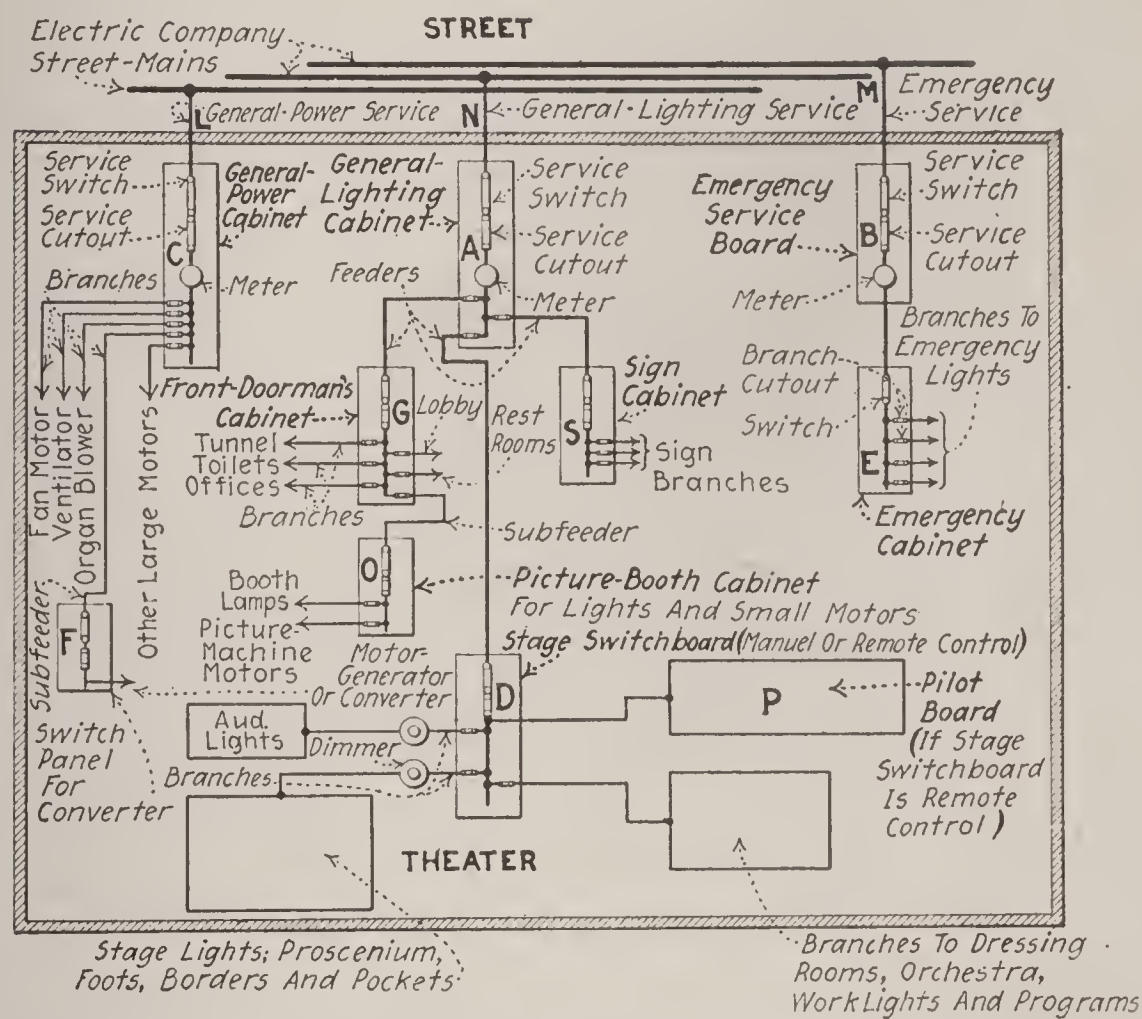 STREET
Electric Company
Street-Mains
L
General-Power Service
N
General-Lighting Service
M
Emergency
Service
Service
Switch
Service
Cutout
General-
Power
Cabinet
C
Meter
Branches
General-
Lighting
Cabinet
Service
Switch
Service
Cutout
A
Meter
Feeders
Emergency
Service
Board
Service
Switch
Service
Cutout
B
Meter
Branches To
Emergency
Lights
Branch
Cutout
Switch
E
Emergency
Cabinet
Front-Doorman's
Cabinet
G
Lobby
Rest
Rooms
Tunnel
Toilets
Offices
Branches
Sign
Cabinet
S
Sign
Branches
Subfeeder
Fan Motor
Ventilator
Organ Blower
Other Large Motors
Subfeeder
F
Switch
Panel
For
Converter
O
Booth
Lamps
Picture-
Machine
Motors
Picture-Booth Cabinet
For Lights And Small Motors
Stage Switchboard (Manuel Or Remote Control)
Motor-
Generator
Or Converter
D
Aud.
Lights
Dimmer
Branches
P
Pilot
Board
(If Stage
Switchboard
Is Remote
Control)
THEATER
Stage Lights; Proscenium,
Foots, Borders And Pockets
Branches To Dressing
Rooms, Orchestra,
Work Lights And Programs